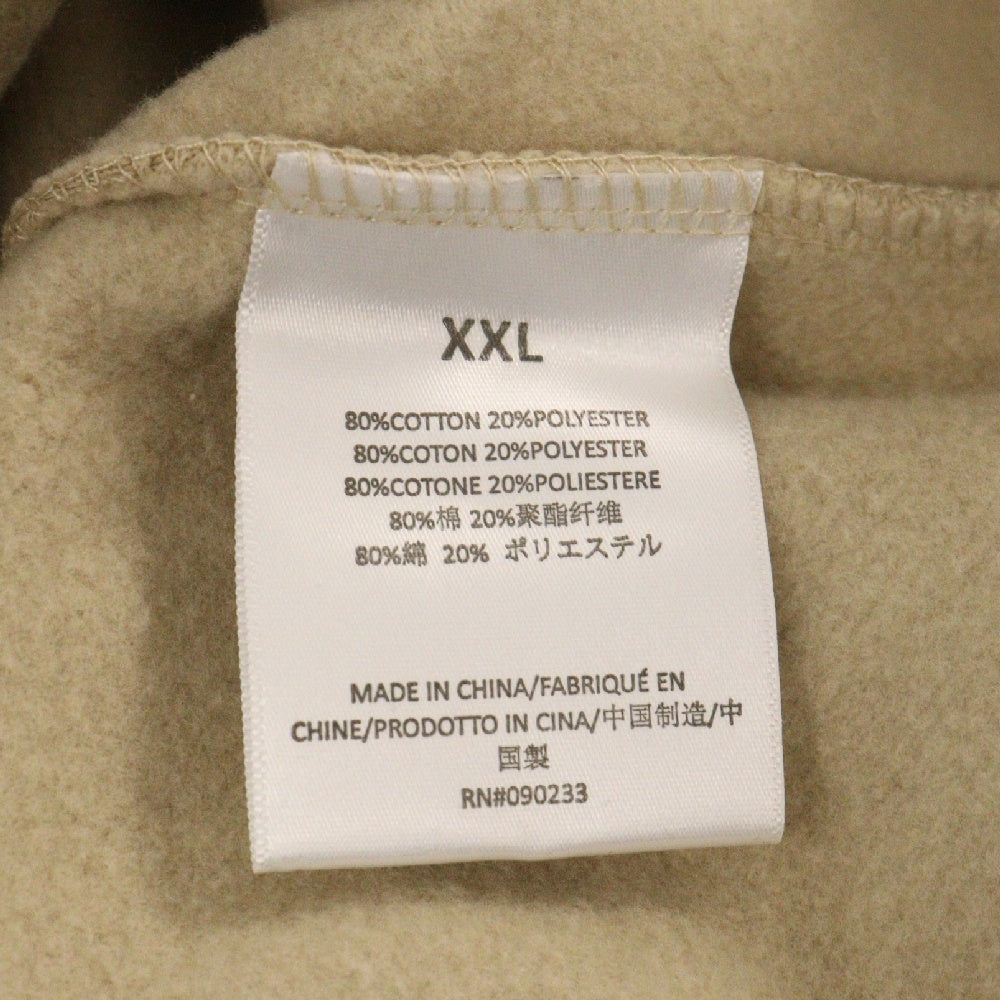 XXL
80%COTTON 20%POLYESTER
80%COTON 20%POLYESTER
80%COTONE 20%POLIESTERE
80%棉 20%聚酯纤维
80%綿 20% ポリエステル
MADE IN CHINA/FABRIQUÉ EN
CHINE/PRODOTTO IN CINA/中国制造/中
国製
RN#090233